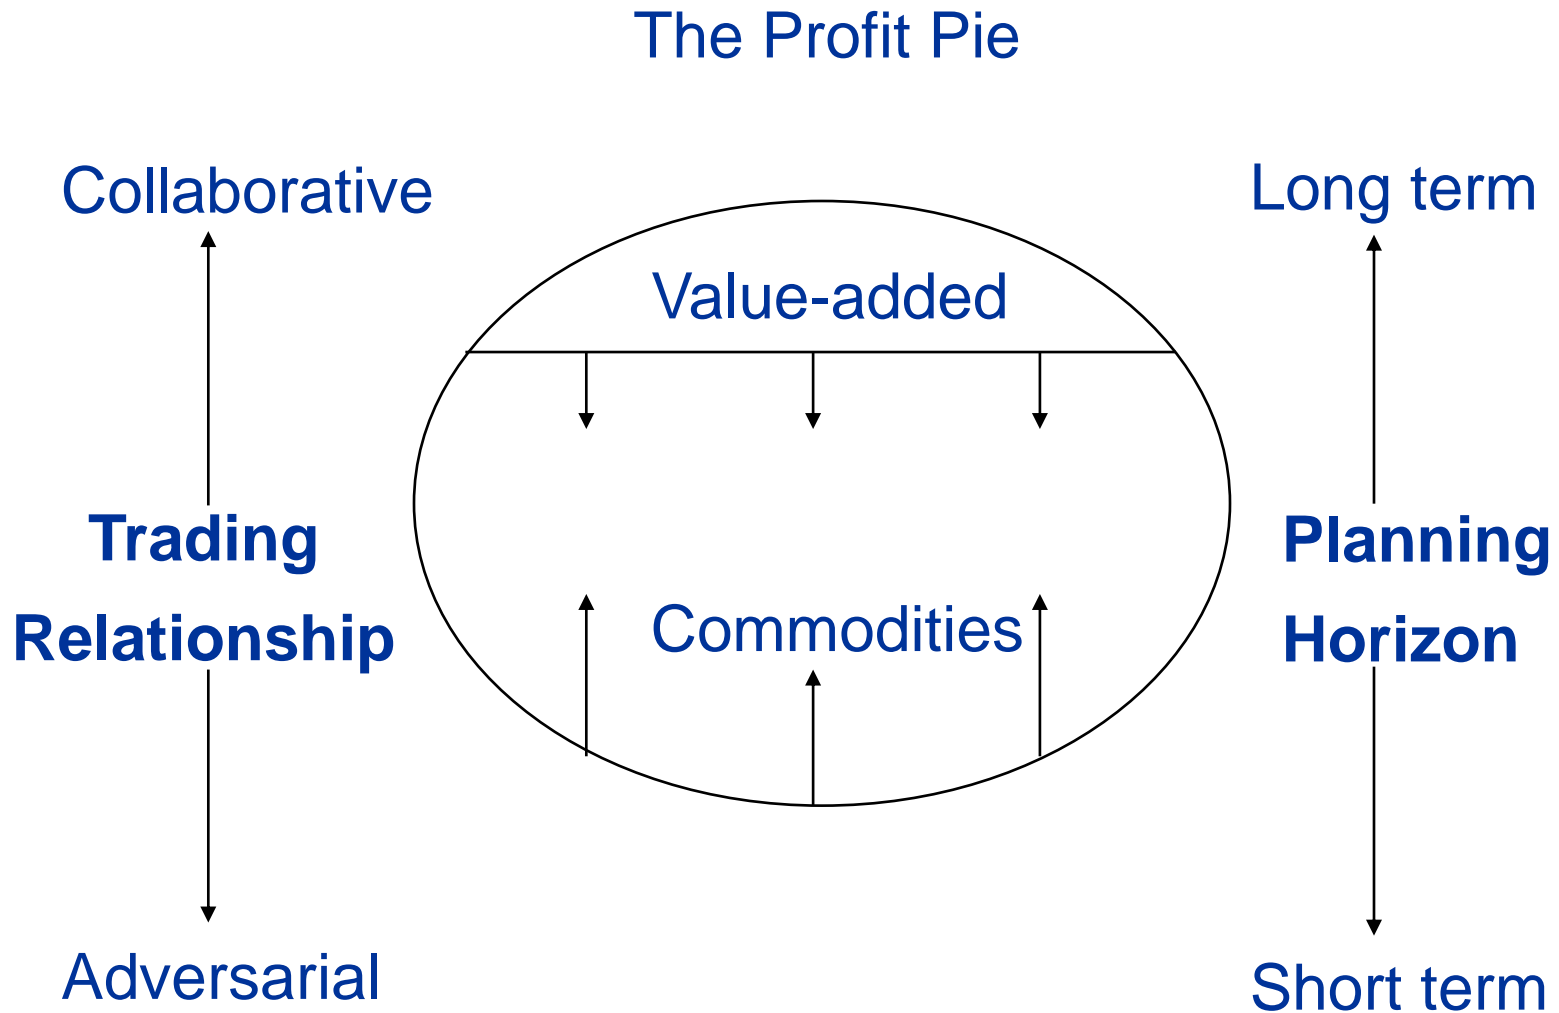 The Profit Pie
Collaborative
Long term
Value-added
Trading
Relationship
Planning
Horizon
Commodities
Adversarial
Short term